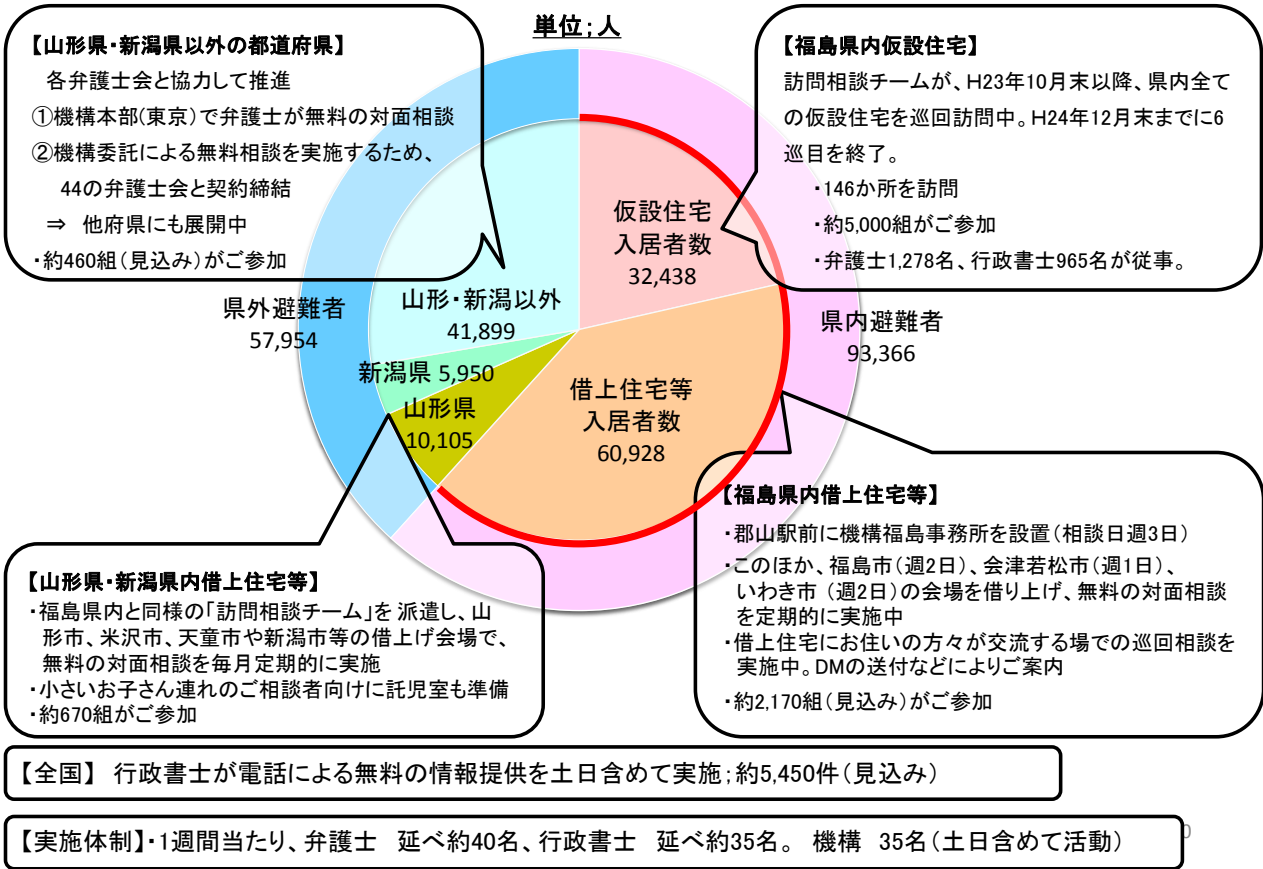 単位；人
【山形県・新潟県以外の都道府県】
各弁護士会と協力して推進
①機構本部(東京)で弁護士が無料の対面相談
②機構委託による無料相談を実施するため、
44の弁護士会と契約締結
⇒ 他府県にも展開中
・約460組（見込み）がご参加
【福島県内仮設住宅】
訪問相談チームが、H23年10月末以降、県内全て
の仮設住宅を巡回訪問中。H24年12月末までに6
巡目を終了。
・146か所を訪問
・約5,000組がご参加
・弁護士1,278名、行政書士965名が従事。
仮設住宅
入居者数
32,438
県外避難者
57,954
山形・新潟以外
41,899
県内避難者
93,366
新潟県 5,950
山形県
10,105
借上住宅等
入居者数
60,928
【山形県・新潟県内借上住宅等】
・福島県内と同様の「訪問相談チーム」を 派遣し、山
形市、米沢市、天童市や新潟市等の借上げ会場で、
無料の対面相談を毎月定期的に実施
・小さいお子さん連れのご相談者向けに託児室も準備
・約670組がご参加
【福島県内借上住宅等】
・郡山駅前に機構福島事務所を設置（相談日週3日）
・このほか、福島市（週2日）、会津若松市（週1日）、
いわき市 （週2日）の会場を借り上げ、無料の対面相談
を定期的に実施中
・借上住宅にお住いの方々が交流する場での巡回相談を
実施中。DMの送付などによりご案内
・約2,170組（見込み）がご参加
【全国】 行政書士が電話による無料の情報提供を土日含めて実施；約5,450件（見込み）
【実施体制】・1週間当たり、弁護士 延べ約40名、行政書士 延べ約35名。 機構 35名（土日含めて活動）